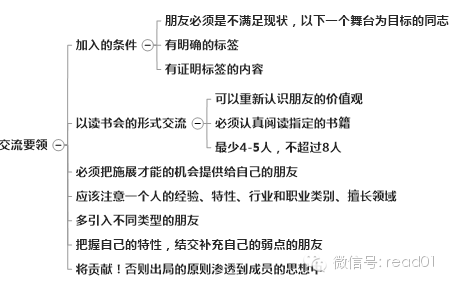 朋友必须是不满足现状，以下一个舞台为目标的同志
加入的条件
有明确的标签
有证明标签的内容
可以重新认识朋友的价值观
以读书会的形式交流
必须认真阅读指定的书籍
最少4-5人，不超过8人
交流要领
必须把施展才能的机会提供给自己的朋友
应该注意一个人的经验、特性、行业和职业类别、擅长领域
多引入不同类型的朋友
把握自己的特性，结交补充自己的弱点的朋友
将贡献！否则出局的原则渗透到成员的思想中
微信号: read01